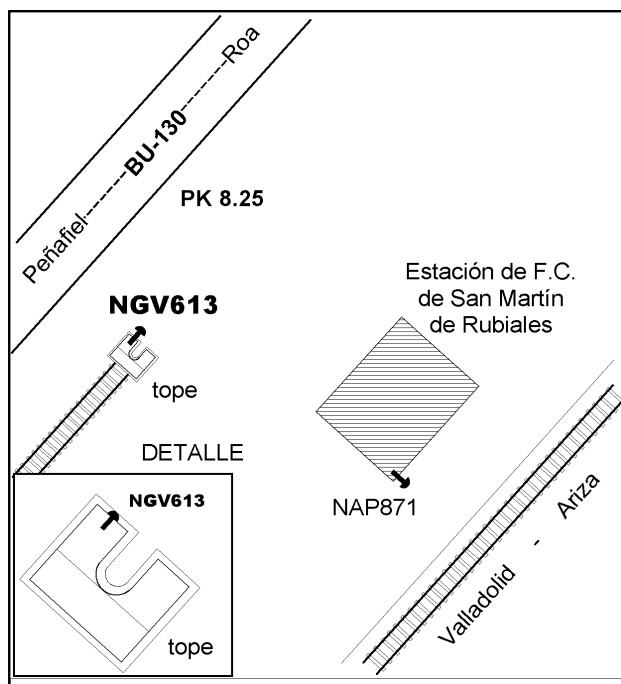 Peñafiel------BU-130------Roa
PK 8.25
Estación de F.C.
de San Martín
de Rubiales
NGV613
tope
DETALLE
NGV613
tope
NAP871
Valladolid - Ariza